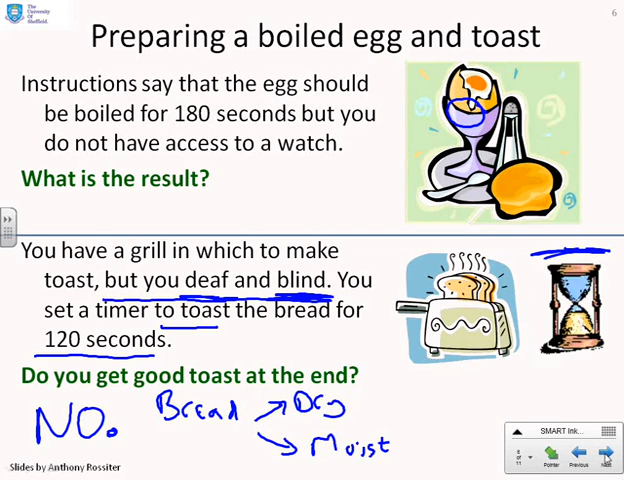 The
University
Of
Sheffield.
6
Preparing a boiled egg and toast
Instructions say that the egg should
be boiled for 180 seconds but you
do not have access to a watch.
What is the result?
You have a grill in which to make
toast, but you deaf and blind. You
set a timer to toast the bread for
120 seconds.
Do you get good toast at the end?
NO. Bread Dry
Moist
Slides by Anthony Rossiter
SMART Ink...
6
of
11
Pointer Previous Next